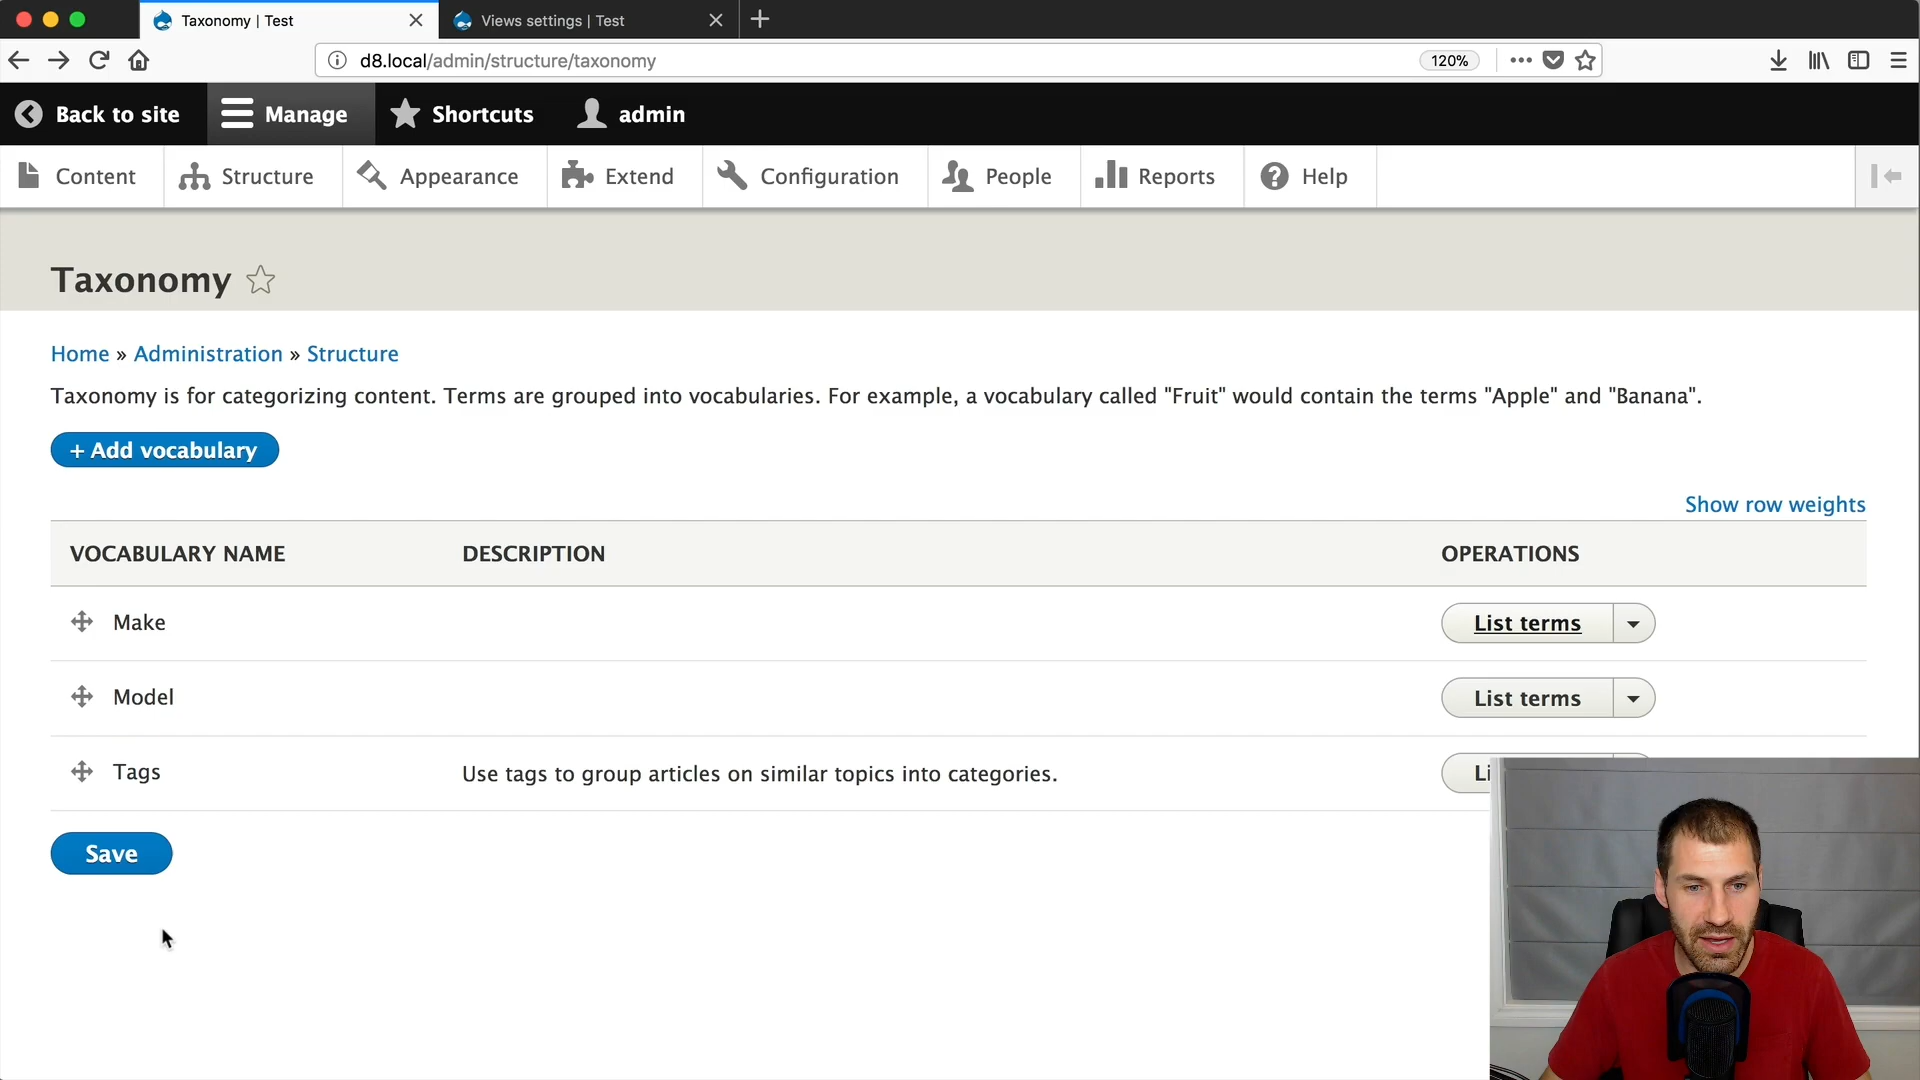 Taxonomy | Test
Views settings | Test
d8.local/admin/structure/taxonomy
120%
Back to site
Manage
Shortcuts
admin
Content
Structure
Appearance
Extend
Configuration
People
Reports
Help
Taxonomy
Home » Administration » Structure
Taxonomy is for categorizing content. Terms are grouped into vocabularies. For example, a vocabulary called "Fruit" would contain the terms "Apple" and "Banana".
+ Add vocabulary
Show row weights
VOCABULARY NAME DESCRIPTION OPERATIONS
Make List terms
Model List terms
Tags Use tags to group articles on similar topics into categories. Li
Save